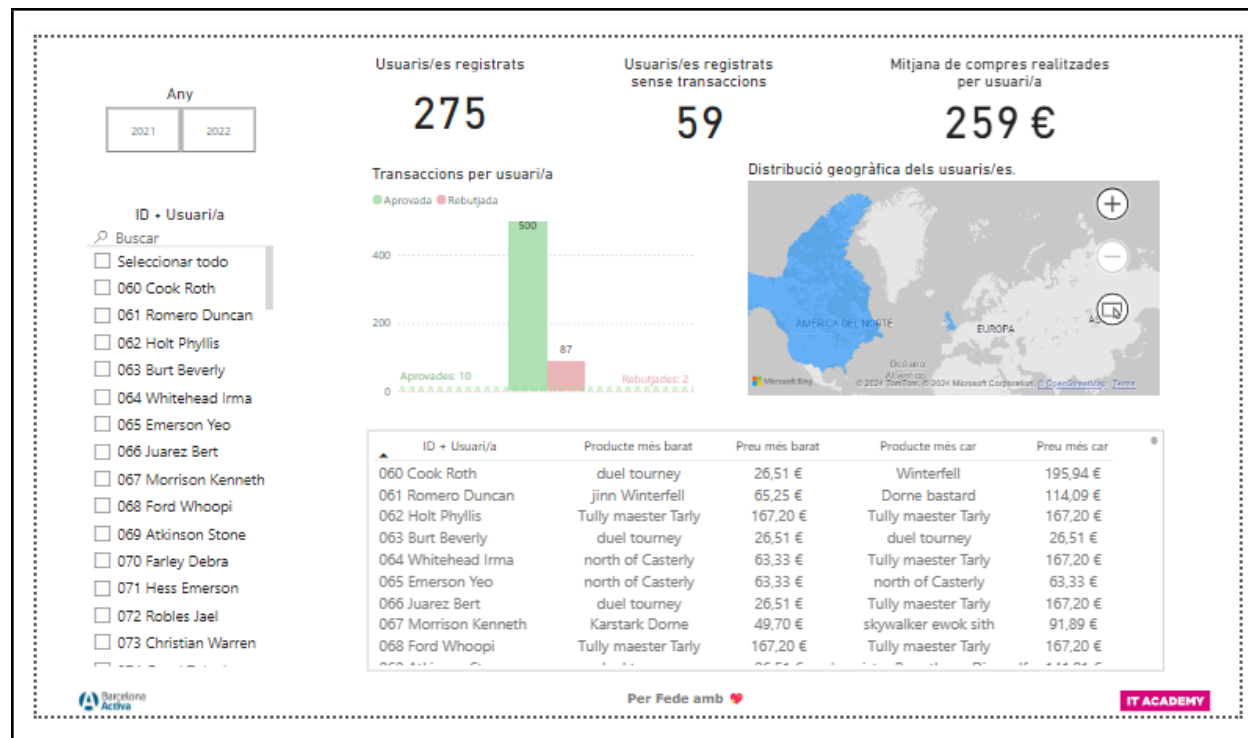 Any
2021 2022
ID + Usuari/a
Buscar
Seleccionar todo
060 Cook Roth
061 Romero Duncan
062 Holt Phyllis
063 Burt Beverly
064 Whitehead Irma
065 Emerson Yeo
066 Juarez Bert
067 Morrison Kenneth
068 Ford Whoopi
069 Atkinson Stone
070 Farley Debra
071 Hess Emerson
072 Robles Jael
073 Christian Warren
Usuaris/es registrats
275
Usuaris/es registrats
sense transaccions
59
Mitjana de compres realitzades
per usuari/a
259 €
Transaccions per usuari/a
Aprovada Rebutjada
500
400
200
87
Aprovades: 10 Rebutjades: 2
0
Distribució geogràfica dels usuaris/es.
AMÉRICA DEL NORTE
EUROPA
Océano
Atlántico
Microsoft Bing
© 2024 TomTom, © 2024 Microsoft Corporation, © OpenStreetMap Terms
ID + Usuari/a Producte més barat Preu més barat Producte més car Preu més car
060 Cook Roth duel tourney 26,51 € Winterfell 195,94 €
061 Romero Duncan jinn Winterfell 65,25 € Dorne bastard 114,09 €
062 Holt Phyllis Tully maester Tarly 167,20 € Tully maester Tarly 167,20 €
063 Burt Beverly duel tourney 26,51 € duel tourney 26,51 €
064 Whitehead Irma north of Casterly 63,33 € Tully maester Tarly 167,20 €
065 Emerson Yeo north of Casterly 63,33 € north of Casterly 63,33 €
066 Juarez Bert duel tourney 26,51 € Tully maester Tarly 167,20 €
067 Morrison Kenneth Karstark Dorne 49,70 € skywalker ewok sith 91,89 €
068 Ford Whoopi Tully maester Tarly 167,20 € Tully maester Tarly 167,20 €
Barcelona
Activa
Per Fede amb
IT ACADEMY